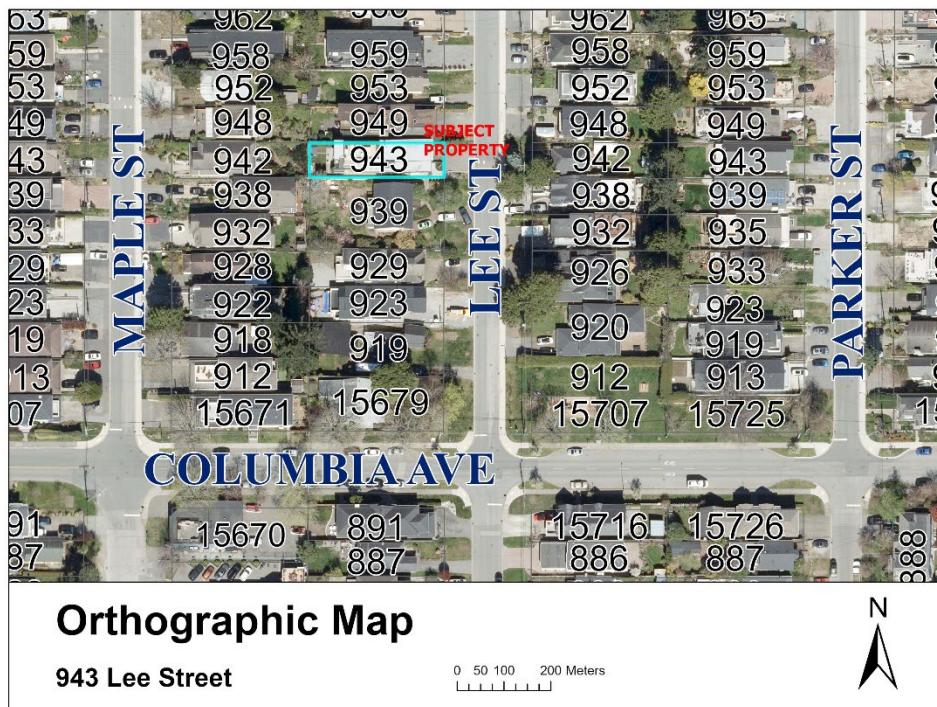 63 962 960 962 965
59 958 959 958 959
53 952 953 952 953
49 948 949 948 949
SUBJECT
PROPERTY
43 942 943 942 943
39 938 939 938 939
33 932 932 935
29 928 929 926 933
23 922 923 920 923
19 918 919 919
913 912 912 913
07 15671 15679 15707 15725
MAPLE ST
LEE ST
PARKER ST
COLUMBIA AVE
91 15670 891 15716 15726
87 887 886 887 888
Orthographic Map
943 Lee Street
0 50 100 200 Meters
N